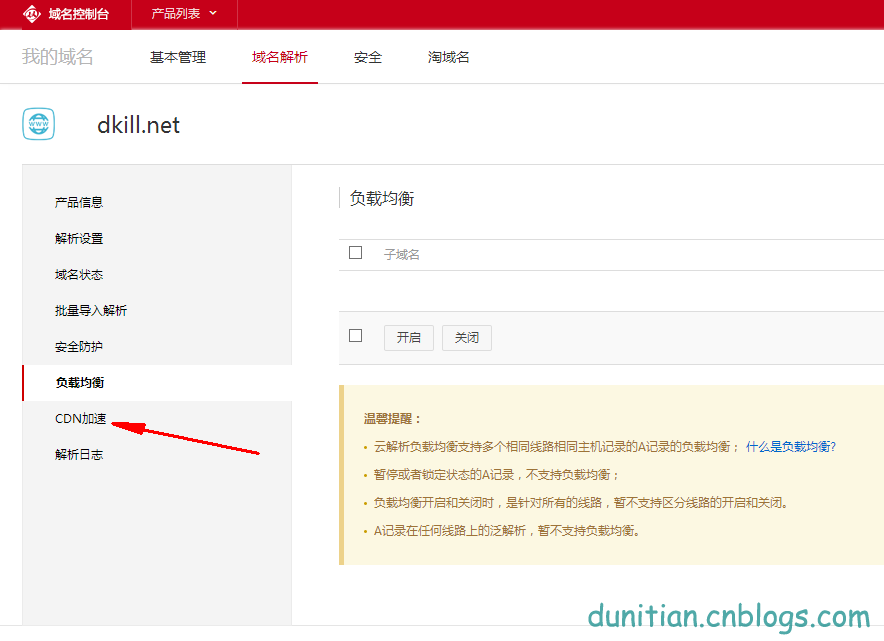 域名控制台 产品列表
我的域名 基本管理 域名解析 安全 淘域名
www dkill.net
产品信息
解析设置
域名状态
批量导入解析
安全防护
负载均衡
CDN加速
解析日志
负载均衡
子域名
开启 关闭
温馨提醒：
• 云解析负载均衡支持多个相同线路相同主机记录的A记录的负载均衡； 什么是负载均衡?
• 暂停或者锁定状态的A记录，不支持负载均衡；
• 负载均衡开启和关闭时，是针对所有的线路，暂不支持区分线路的开启和关闭。
• A记录在任何线路上的泛解析，暂不支持负载均衡。
dunitian.cnblogs.com